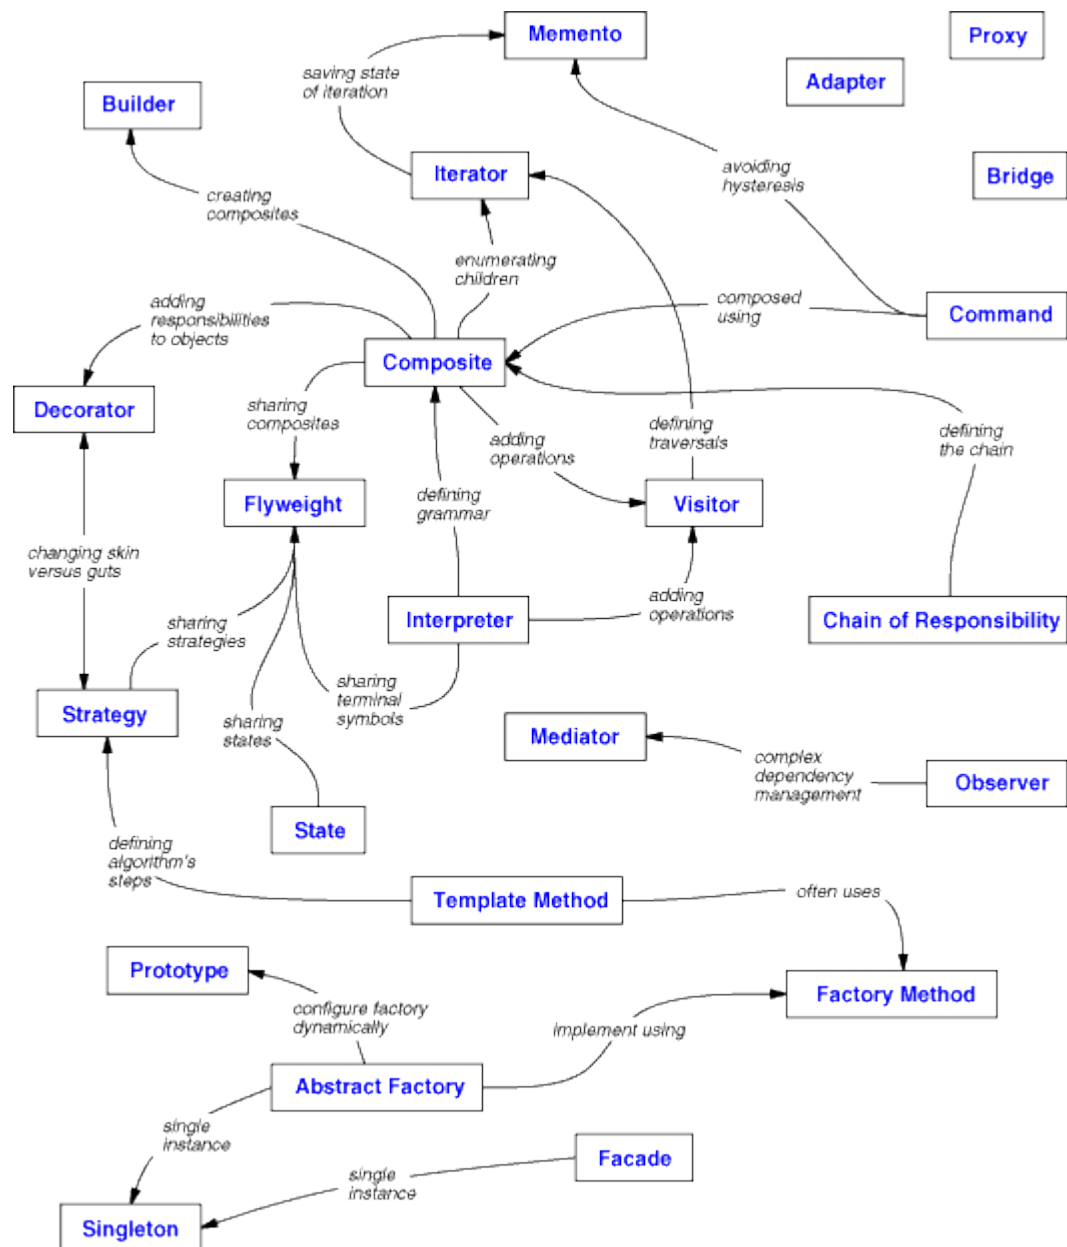 Memento
Proxy
saving state
of iteration
Adapter
Builder
Iterator
avoiding
hysteresis
Bridge
creating
composites
enumerating
children
adding
responsibilities
to objects
composed
using
Command
Composite
Decorator
sharing
composites
adding
operations
defining
traversals
defining
the chain
Flyweight
defining
grammar
Visitor
changing skin
versus guts
sharing
strategies
Interpreter
adding
operations
Chain of Responsibility
sharing
terminal
symbols
Strategy
sharing
states
Mediator
complex
dependency
management
Observer
State
defining
algorithm's
steps
Template Method
often uses
Prototype
configure factory
dynamically
Factory Method
implement using
Abstract Factory
single
instance
Facade
single
instance
Singleton